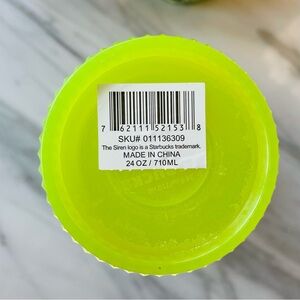 7 62111 52153 8
SKU# 011136309
The Siren logo is a Starbucks trademark.
MADE IN CHINA
24 OZ / 710ML